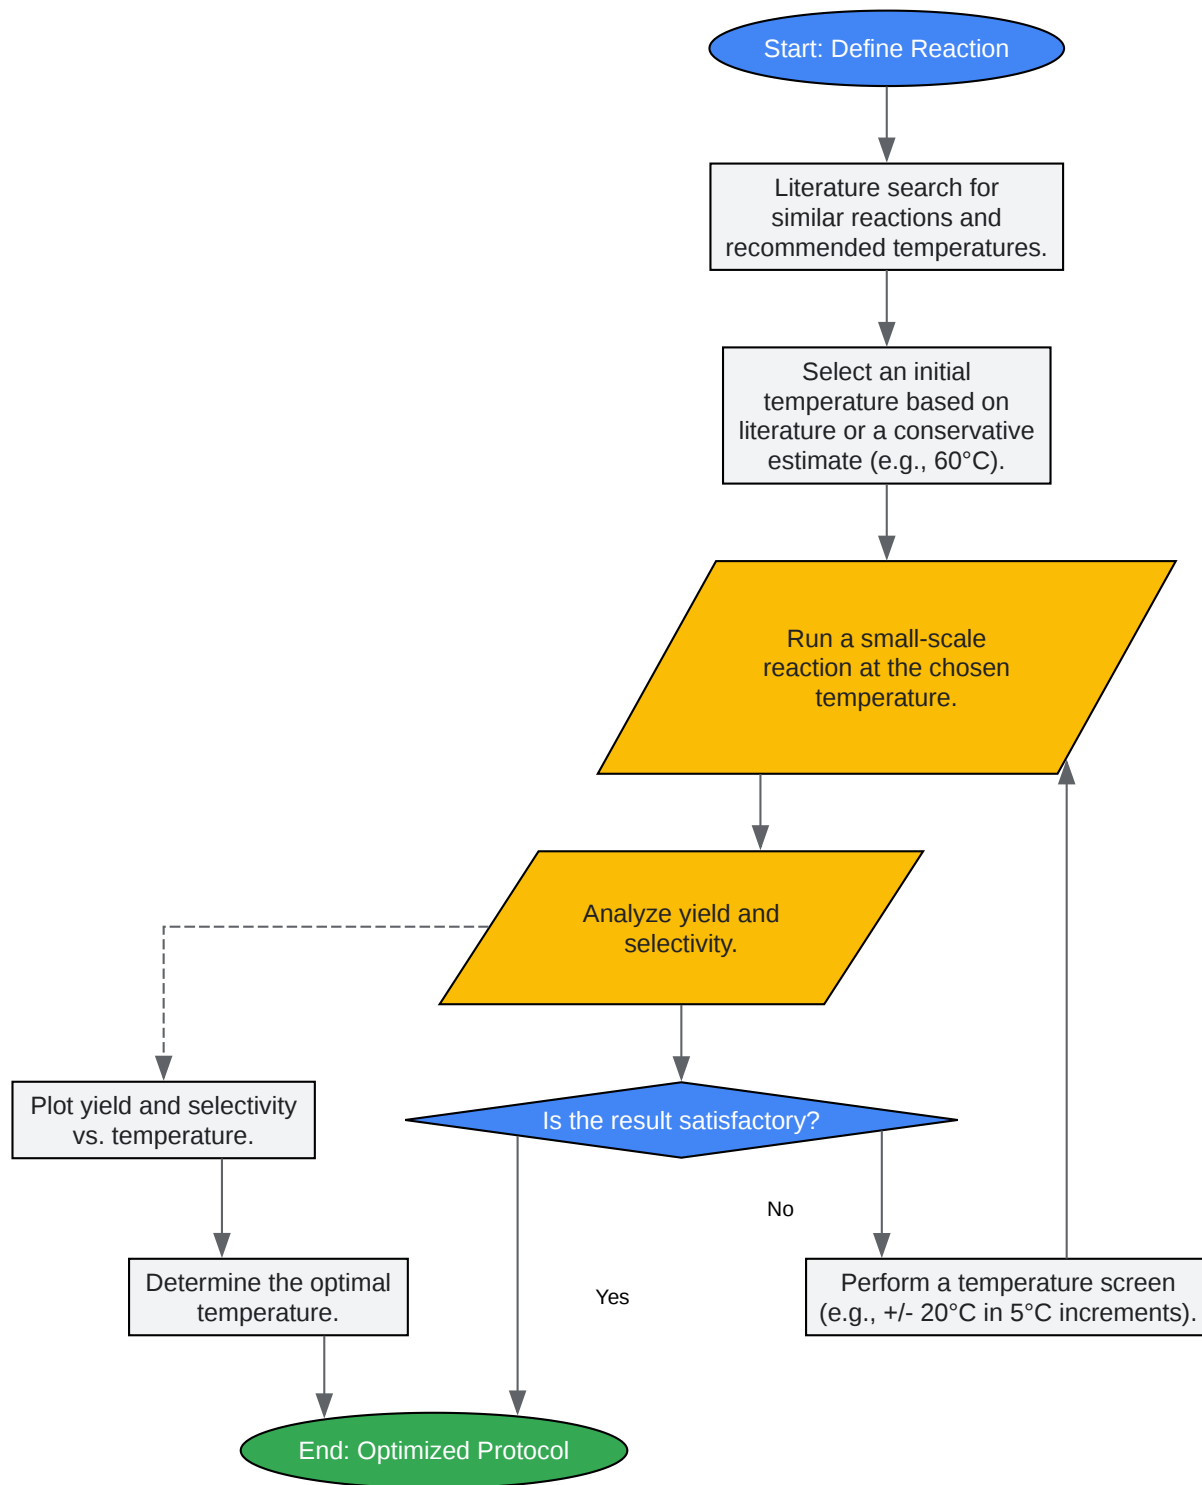 Start: Define Reaction
Literature search for
similar reactions and
recommended temperatures.
Select an initial
temperature based on
literature or a conservative
estimate (e.g., 60°C).
Run a small-scale
reaction at the chosen
temperature.
Analyze yield and
selectivity.
Plot yield and selectivity
vs. temperature.
Is the result satisfactory?
No
Yes
Determine the optimal
temperature.
Perform a temperature screen
(e.g., +/- 20°C in 5°C increments).
End: Optimized Protocol